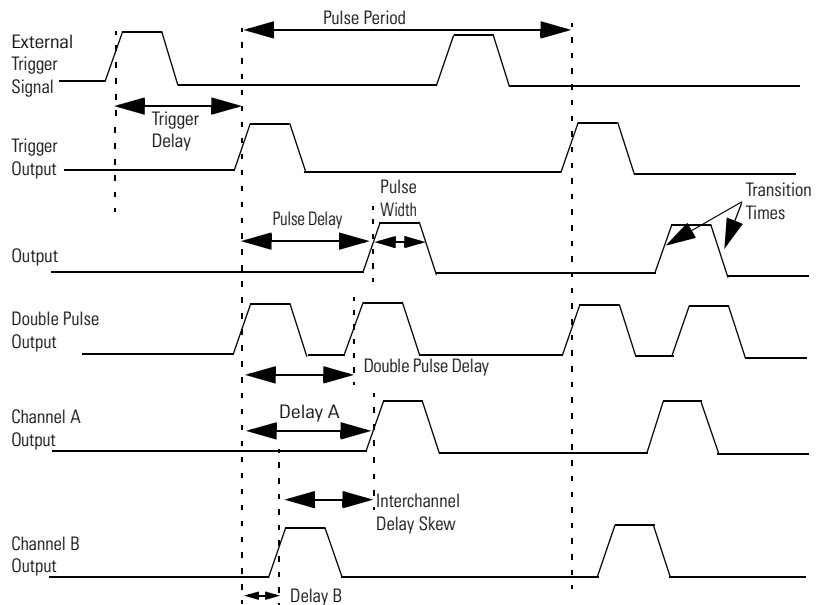 Pulse Period
External
Trigger
Signal
Trigger
Delay
Trigger
Output
Pulse
Width
Transition
Times
Pulse Delay
Output
Double Pulse
Output
Double Pulse Delay
Channel A
Output
Delay A
Interchannel
Delay Skew
Channel B
Output
Delay B